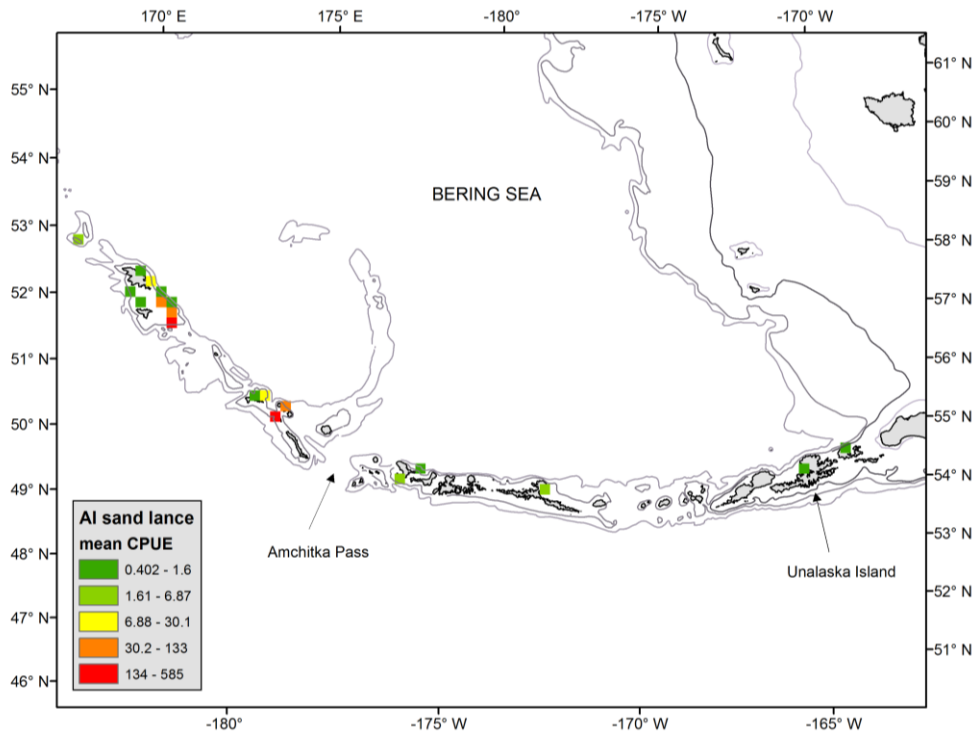 170° E 175° E -180° -175° W -170° W
55° N
54° N
53° N
52° N
51° N
50° N
49° N
48° N
47° N
46° N
61° N
60° N
59° N
58° N
57° N
56° N
55° N
54° N
53° N
52° N
51° N
BERING SEA
Amchitka Pass
Unalaska Island
AI sand lance
mean CPUE
0.402 - 1.6
1.61 - 6.87
6.88 - 30.1
30.2 - 133
134 - 585
-180° -175° W -170° W -165° W